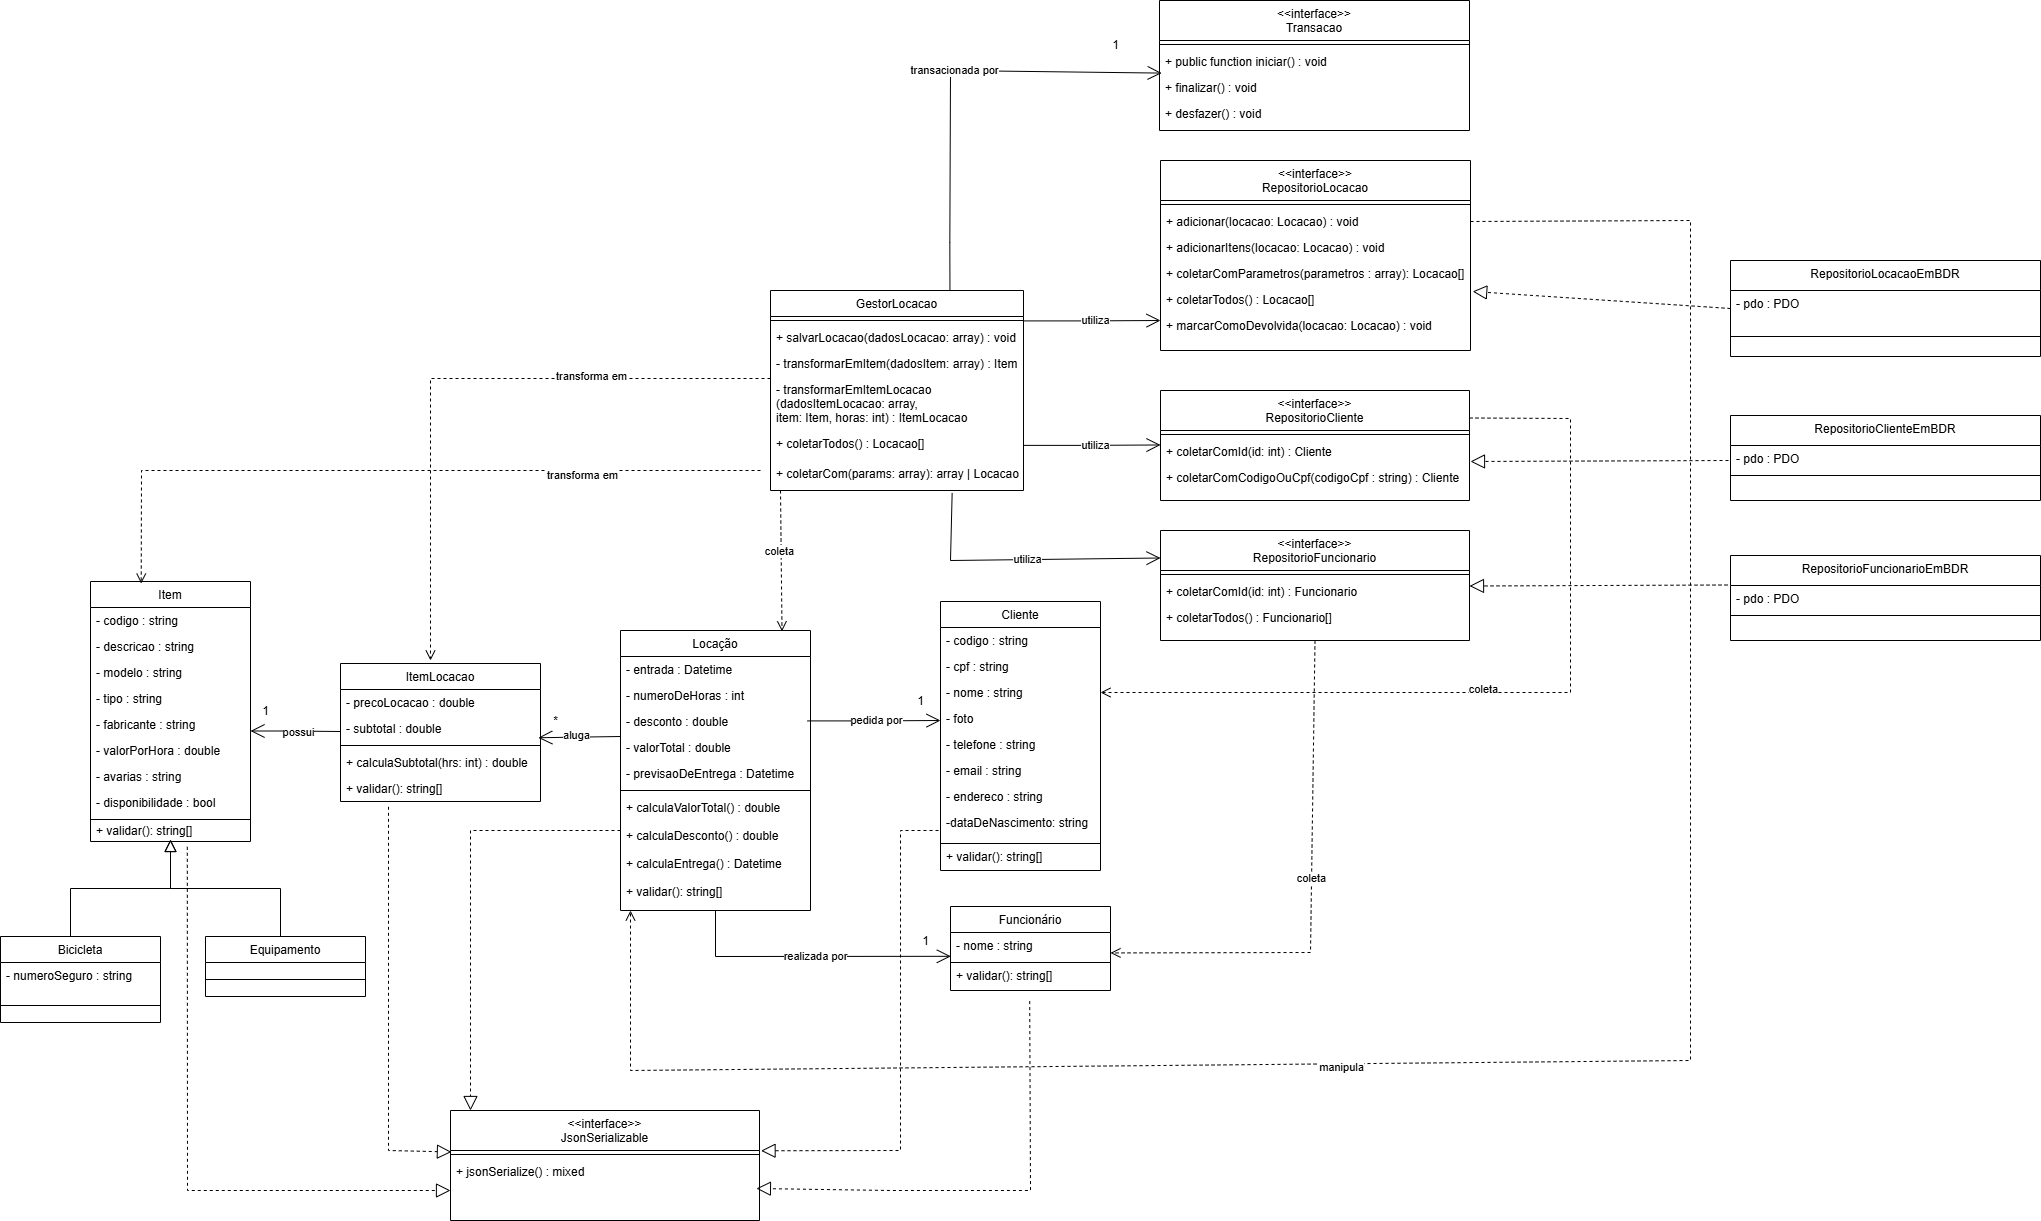 <<interface>>
Transacao
+ public function iniciar() : void
+ finalizar() : void
+ desfazer() : void
1
transacionada por
<<interface>>
RepositorioLocacao
+ adicionar(locacao: Locacao) : void
+ adicionarItens(locacao: Locacao) : void
+ coletarComParametros(parametros : array): Locacao[]
+ coletarTodos() : Locacao[]
+ marcarComoDevolvida(locacao: Locacao) : void
RepositorioLocacaoEmBDR
- pdo : PDO
GestorLocacao
+ salvarLocacao(dadosLocacao: array) : void
- transformarEmItem(dadosItem: array) : Item
- transformarEmItemLocacao
(dadosItemLocacao: array,
item: Item, horas: int) : ItemLocacao
+ coletarTodos() : Locacao[]
+ coletarCom(params: array): array | Locacao
utiliza
utiliza
utiliza
transforma em
transforma em
coleta
<<interface>>
RepositorioCliente
+ coletarComId(id: int) : Cliente
+ coletarComCodigoOuCpf(codigoCpf : string) : Cliente
RepositorioClienteEmBDR
- pdo : PDO
<<interface>>
RepositorioFuncionario
+ coletarComId(id: int) : Funcionario
+ coletarTodos() : Funcionario[]
RepositorioFuncionarioEmBDR
- pdo : PDO
Item
- codigo : string
- descricao : string
- modelo : string
- tipo : string
- fabricante : string
- valorPorHora : double
- avarias : string
- disponibilidade : bool
+ validar(): string[]
1
possui
ItemLocacao
- precoLocacao : double
- subtotal : double
+ calculaSubtotal(hrs: int) : double
+ validar(): string[]
*
aluga
Locação
- entrada : Datetime
- numeroDeHoras : int
- desconto : double
- valorTotal : double
- previsaoDeEntrega : Datetime
+ calculaValorTotal() : double
+ calculaDesconto() : double
+ calculaEntrega() : Datetime
+ validar(): string[]
1
pedida por
Cliente
- codigo : string
- cpf : string
- nome : string
- foto
- telefone : string
- email : string
- endereco : string
-dataDeNascimento: string
+ validar(): string[]
coleta
coleta
Funcionário
- nome : string
+ validar(): string[]
1
realizada por
Bicicleta
- numeroSeguro : string
Equipamento
manipula
<<interface>>
JsonSerializable
+ jsonSerialize() : mixed